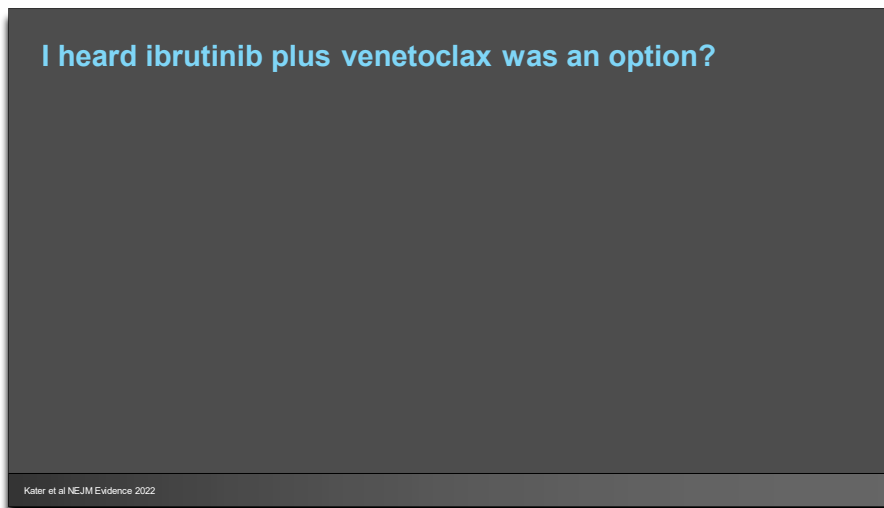 I heard ibrutinib plus venetoclax was an option?
Kater et al NEJM Evidence 2022